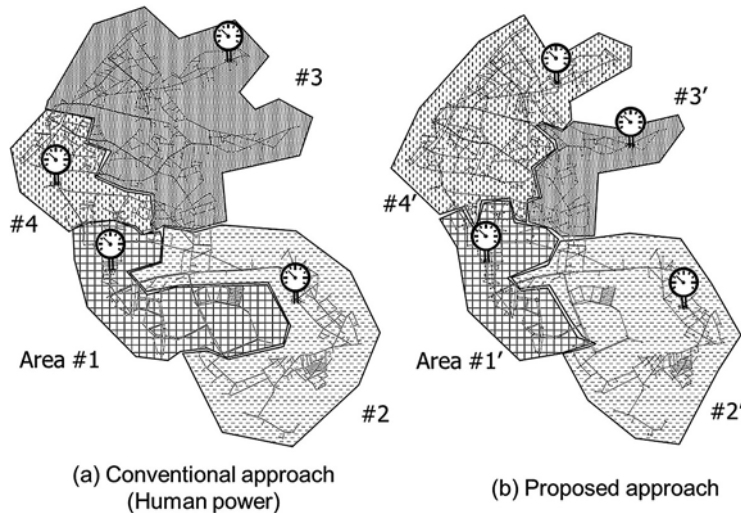 #3
#4
Area #1
#2
(a) Conventional approach
(Human power)
#3'
#4'
Area #1'
#2'
(b) Proposed approach